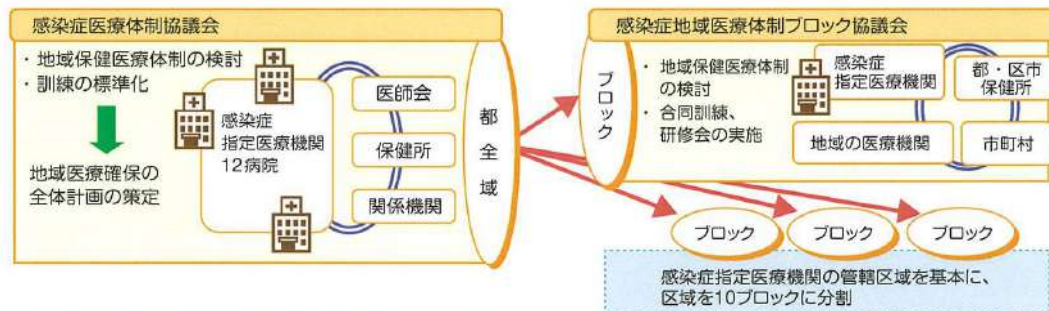 感染症医療体制協議会
・地域保健医療体制の検討
・訓練の標準化
地域医療確保の
全体計画の策定
感染症
指定医療機関
12病院
医師会
保健所
関係機関
都全域
感染症地域医療体制ブロック協議会
ブロック
・地域保健医療体制
の検討
・合同訓練、
研修会の実施
感染症
指定医療機関
都・区市
保健所
地域の医療機関
市町村
ブロック
ブロック
ブロック
感染症指定医療機関の管轄区域を基本に、
区域を10ブロックに分割